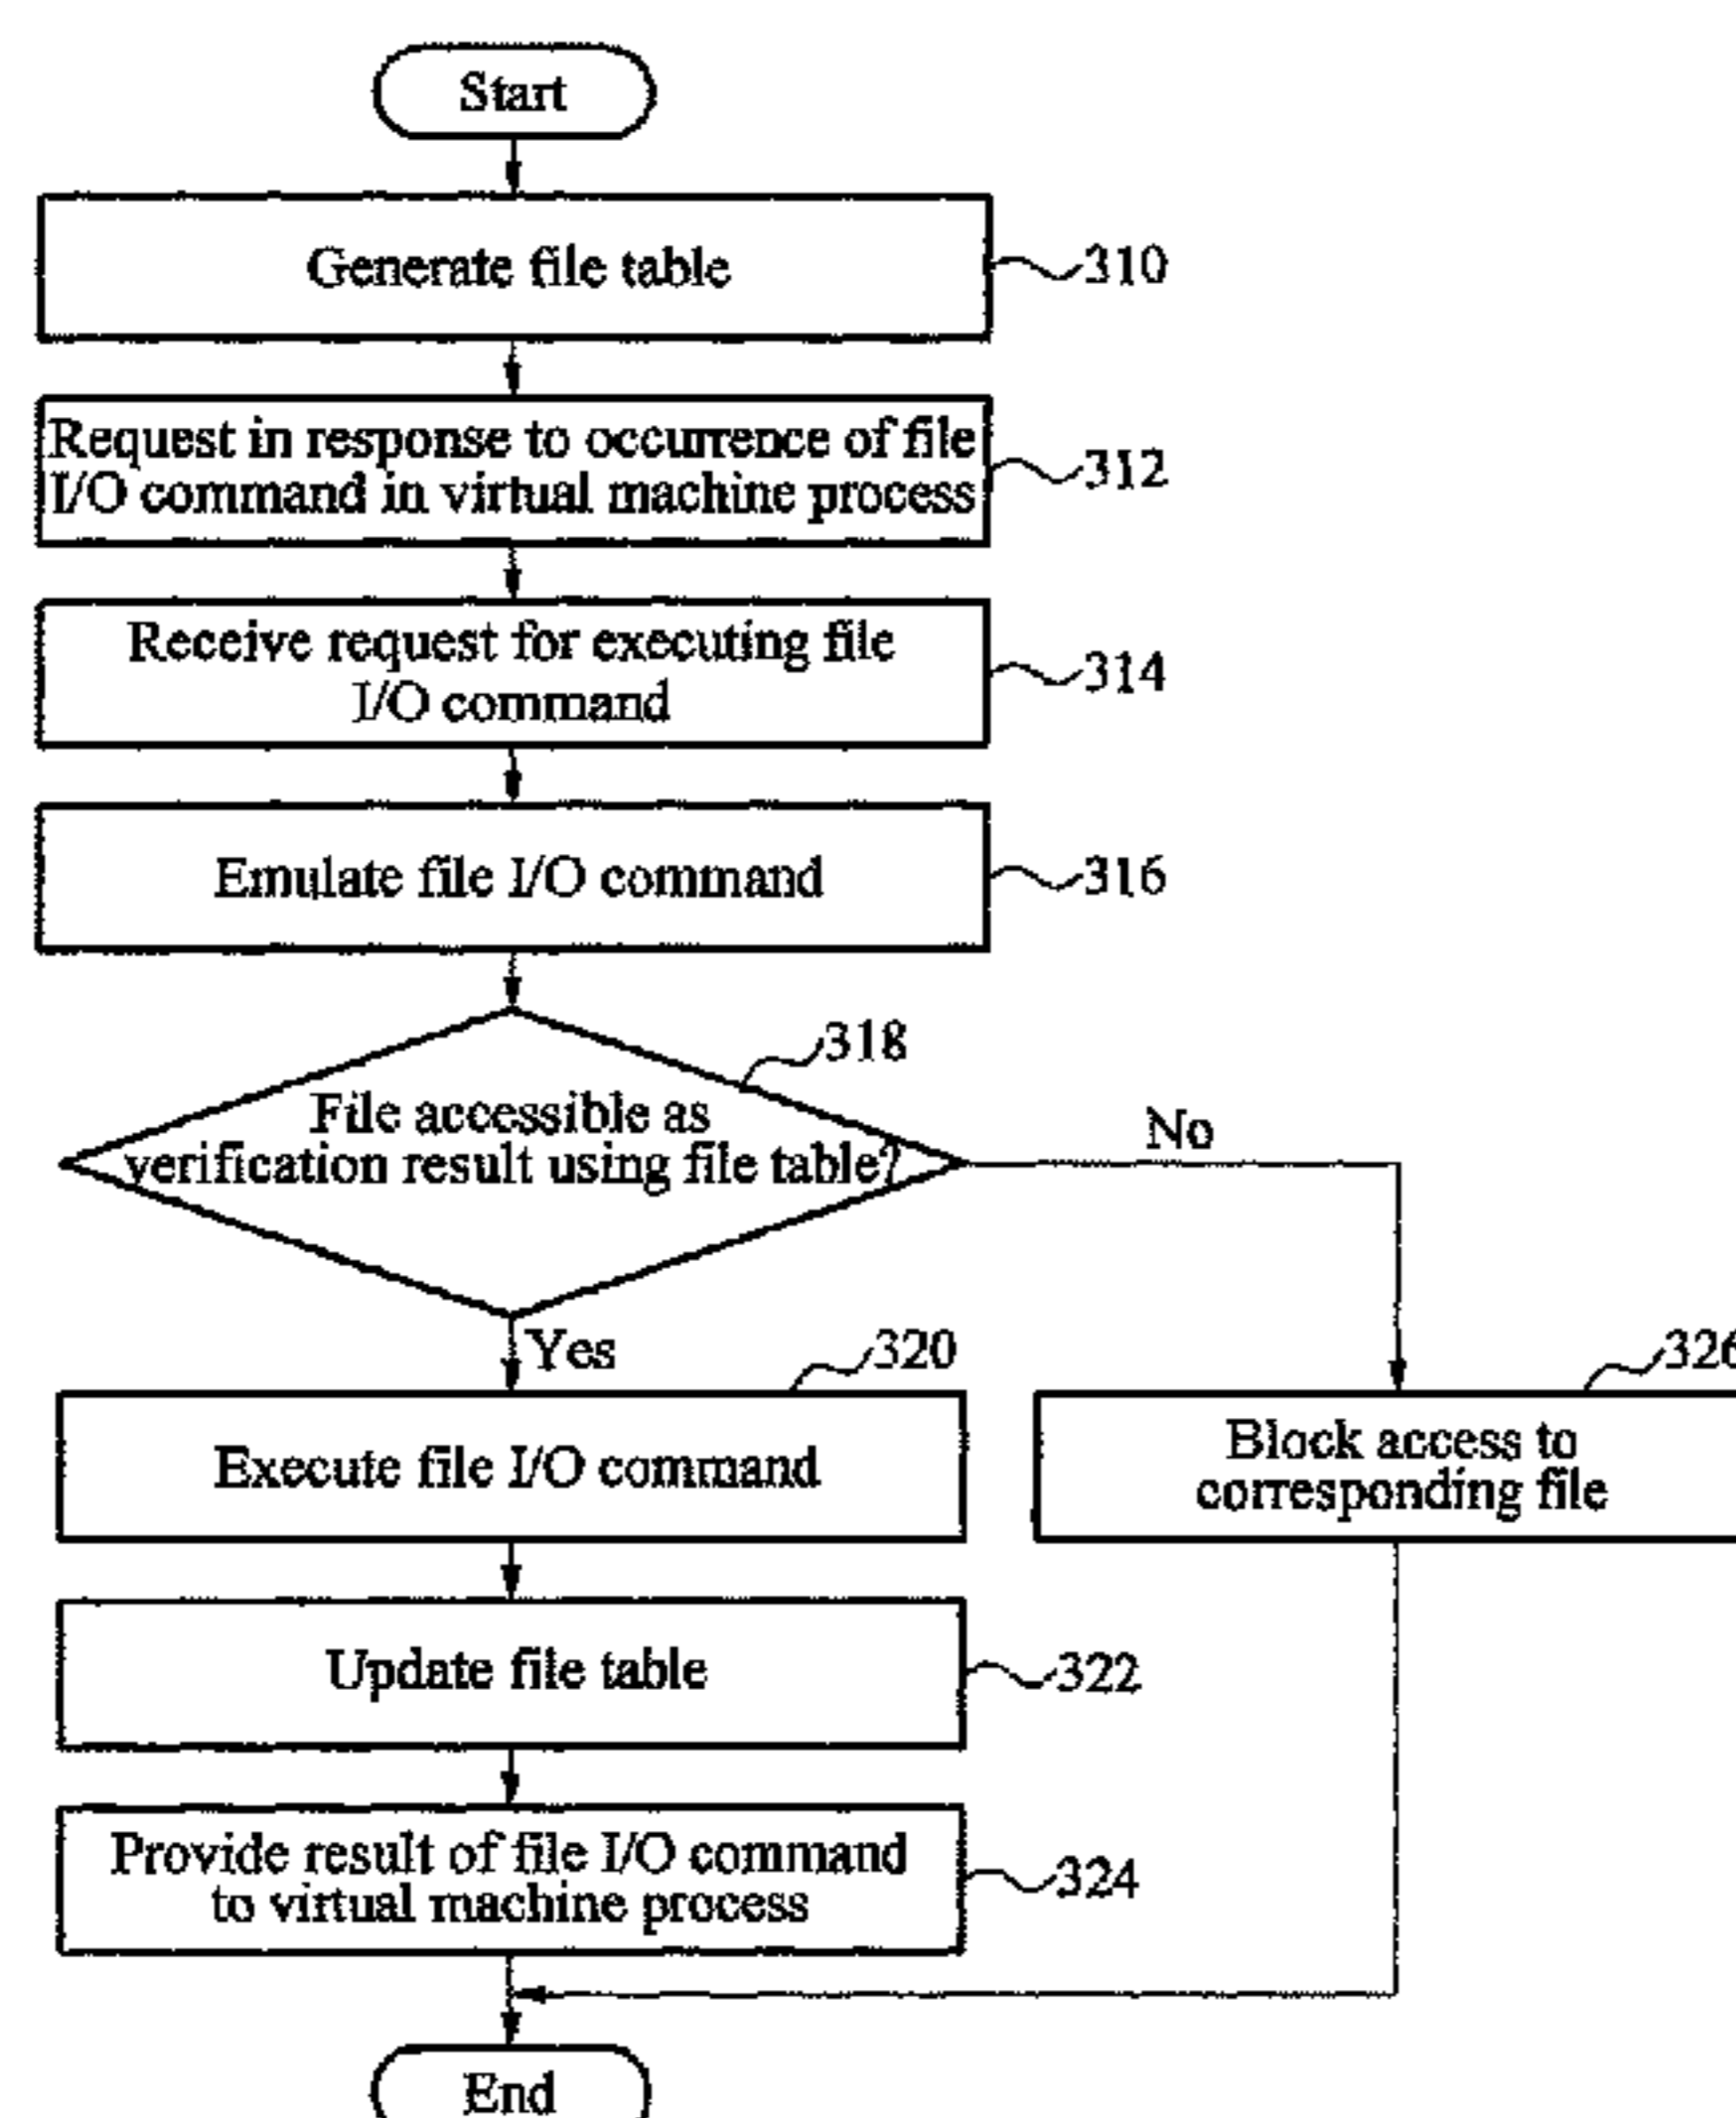 Start
Generate file table
310
Request in response to occurrence of file
I/O command in virtual machine process
312
Receive request for executing file
I/O command
314
Emulate file I/O command
316
318
File accessible as
verification result using file table?
No
Yes
320
326
Execute file I/O command
Block access to
corresponding file
Update file table
322
Provide result of file I/O command
to virtual machine process
324
End